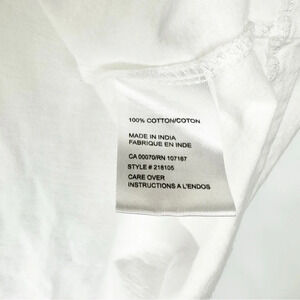 100% COTTON/COTON
MADE IN INDIA
FABRIQUE EN INDE
CA 00070/RN 107167
STYLE # 218105
CARE OVER
INSTRUCTIONS A L'ENDOS